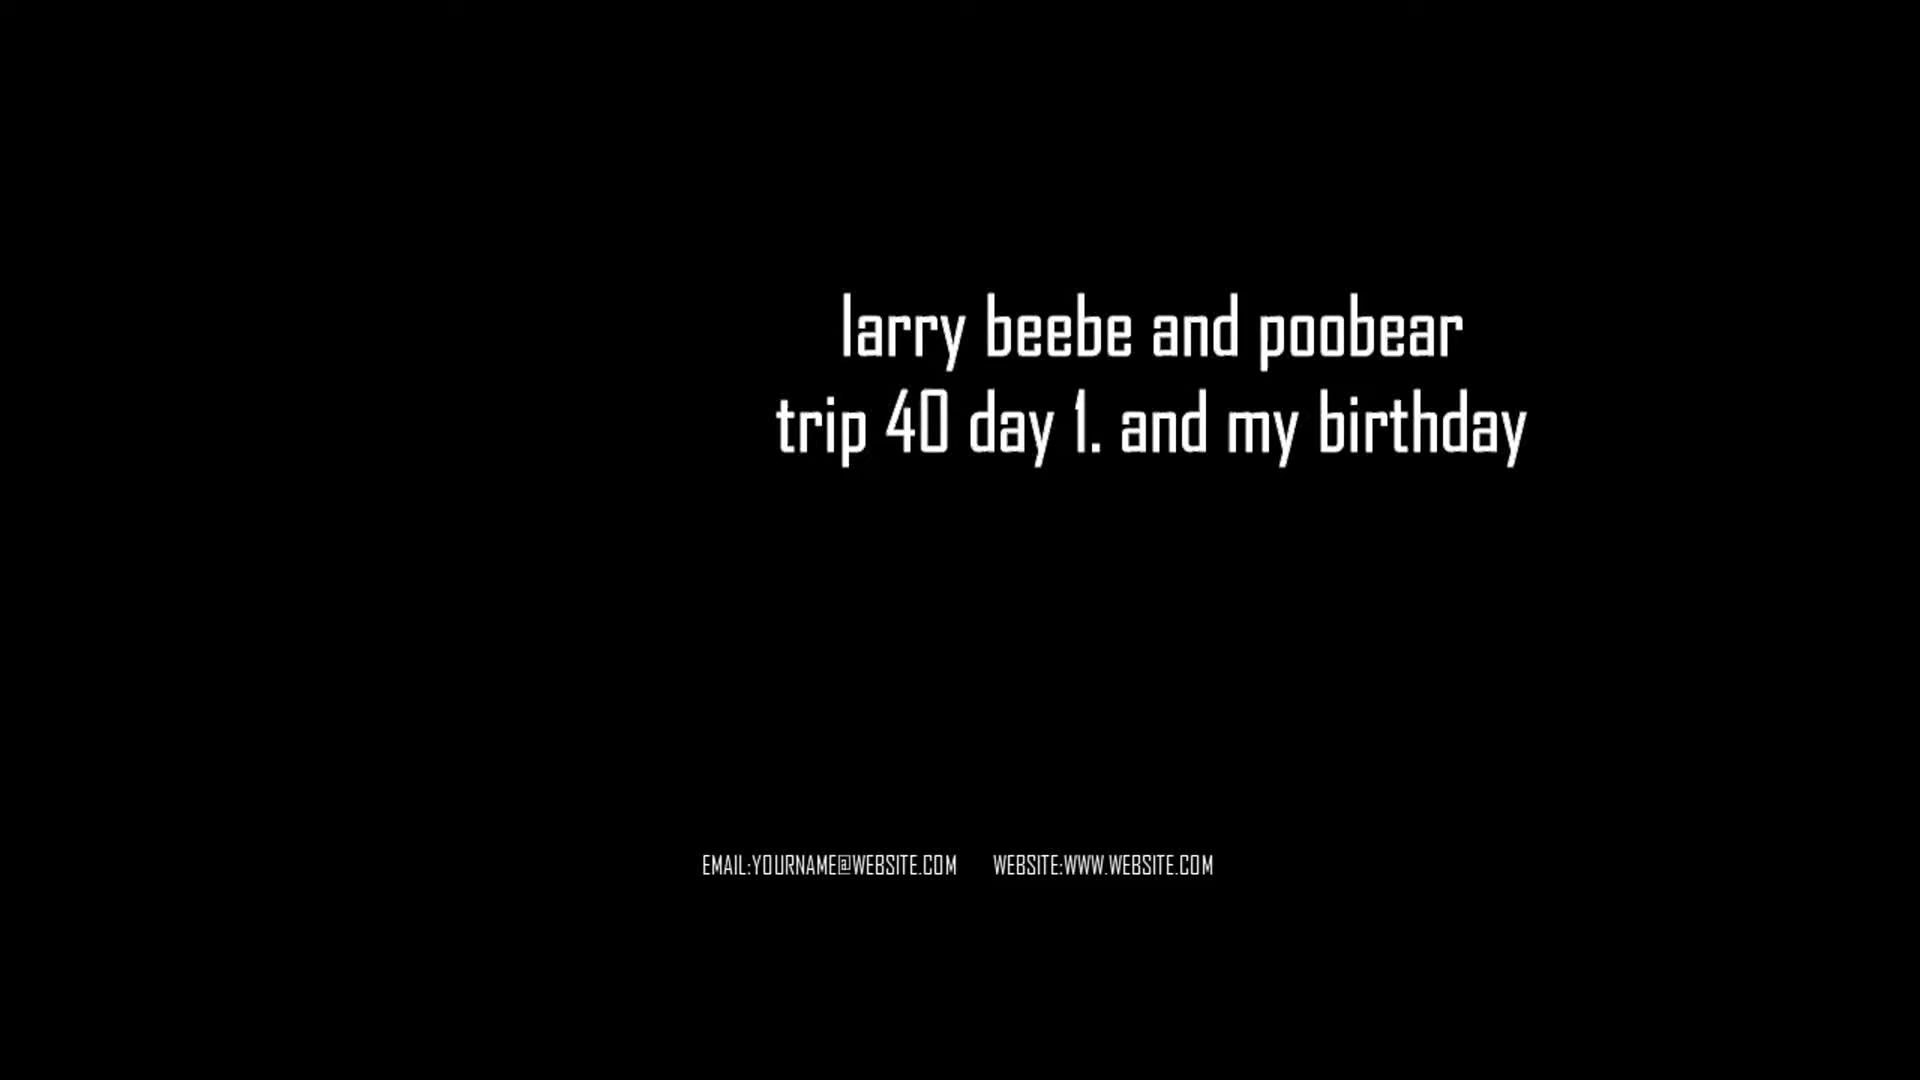 larry beebe and poobear
trip 40 day 1. and my birthday
EMAIL:YOURNAME@WEBSITE.COM WEBSITE:WWW.WEBSITE.COM